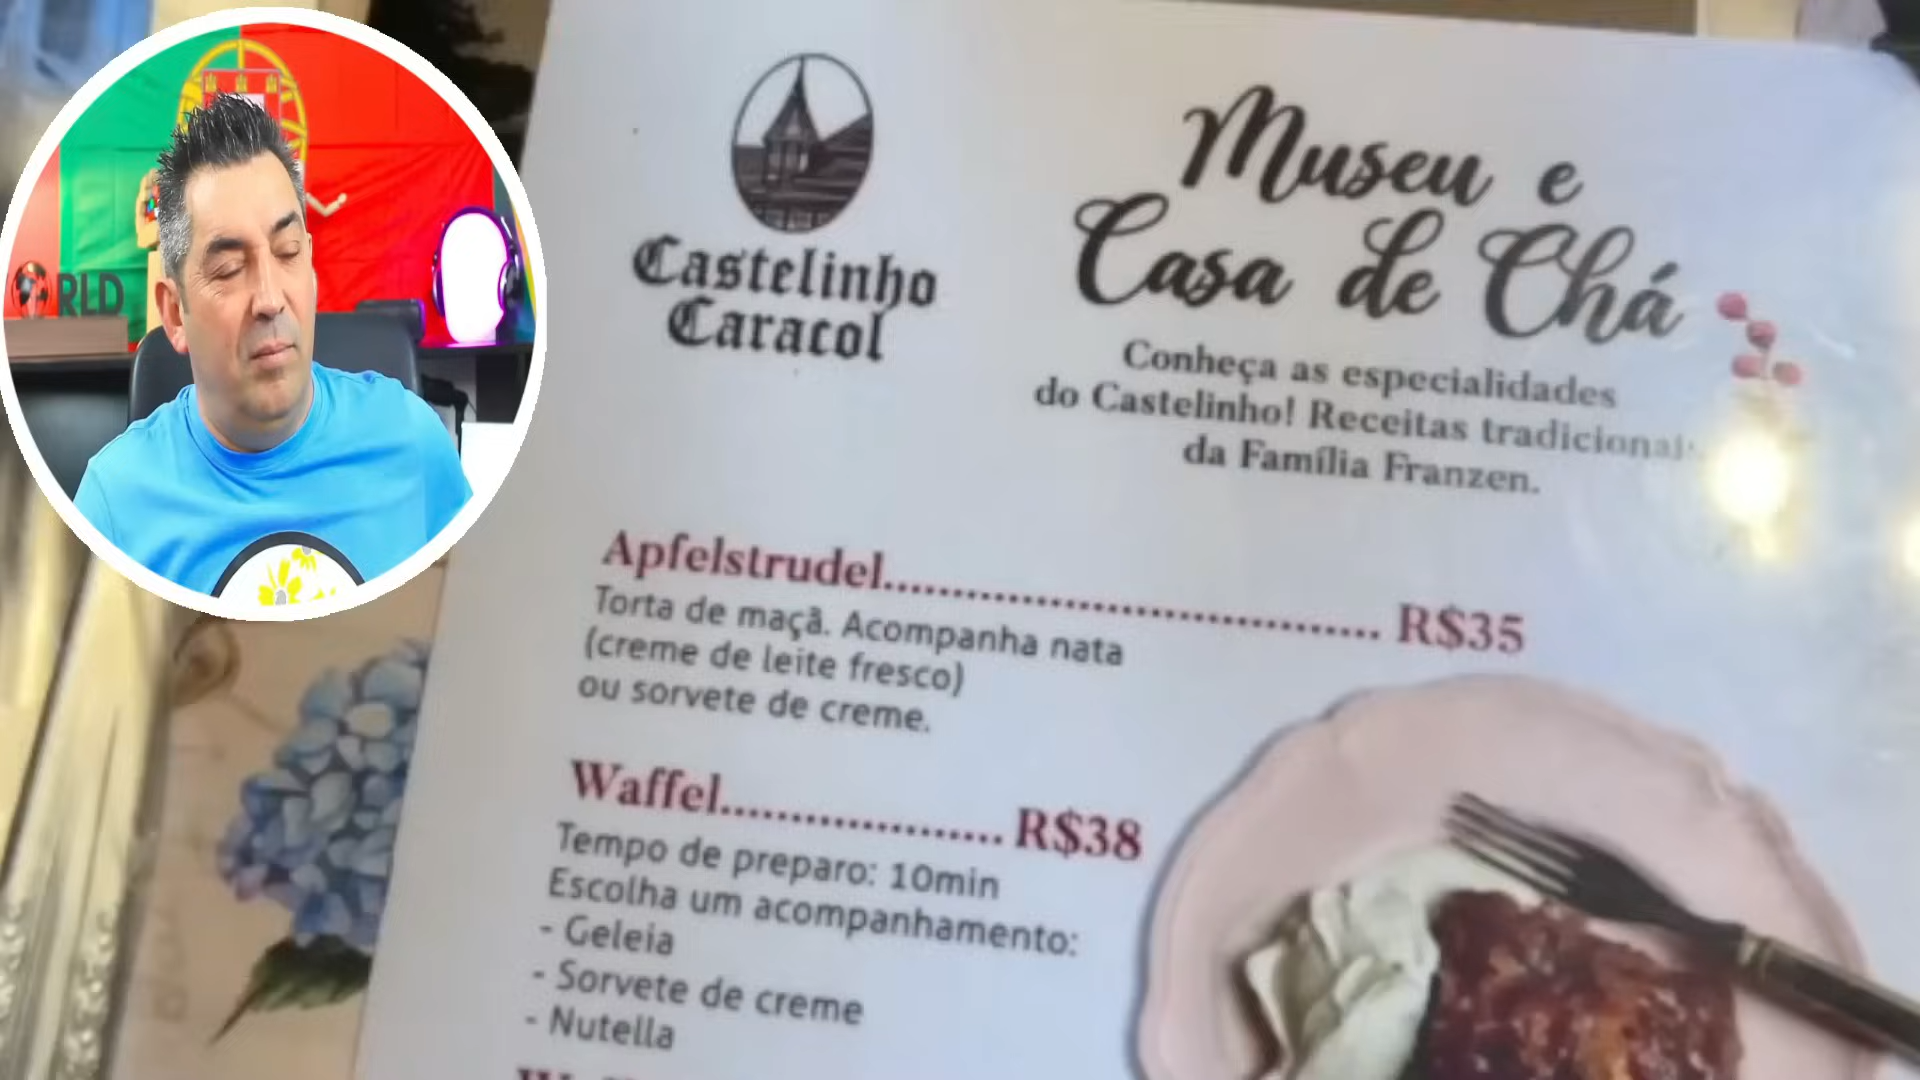 RLD
Castelinho
Caracol
Museu e
Casa de Chá
Conheça as especialidades
do Castelinho! Receitas tradicionais
da Família Franzen.
Apfelstrudel........................................ R$35
Torta de maçã. Acompanha nata
(creme de leite fresco)
ou sorvete de creme.
Waffel...................... R$38
Tempo de preparo: 10min
Escolha um acompanhamento:
- Geleia
- Sorvete de creme
- Nutella